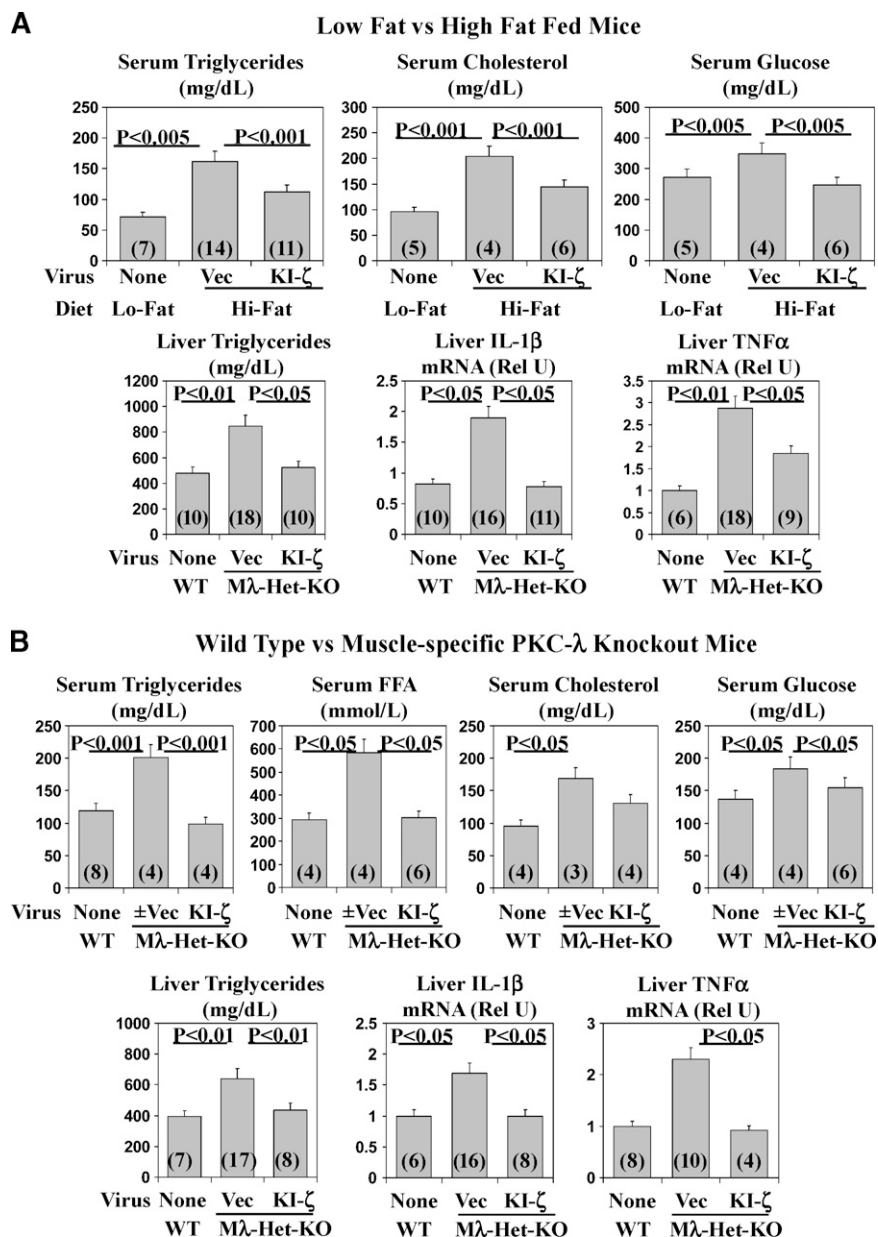 A
Low Fat vs High Fat Fed Mice
Serum Triglycerides
(mg/dL)
250
200
150
100
50
0
P<0.005
P<0.001
(7)
(14)
(11)
Virus None Vec KI-ζ
Diet Lo-Fat Hi-Fat
Serum Cholesterol
(mg/dL)
300
250
200
150
100
50
0
P<0.001
P<0.001
(5)
(4)
(6)
None Vec KI-ζ
Lo-Fat Hi-Fat
Serum Glucose
(mg/dL)
500
400
300
200
100
0
P<0.005
P<0.005
(5)
(4)
(6)
None Vec KI-ζ
Lo-Fat Hi-Fat
Liver Triglycerides
(mg/dL)
1200
1000
800
600
400
200
0
P<0.01
P<0.05
(10)
(18)
(10)
Virus None Vec KI-ζ
WT Mλ-Het-KO
Liver IL-1β
mRNA (Rel U)
2.5
2
1.5
1
0.5
0
P<0.05
P<0.05
(10)
(16)
(11)
None Vec KI-ζ
WT Mλ-Het-KO
Liver TNFα
mRNA (Rel U)
3.5
3
2.5
2
1.5
1
0.5
0
P<0.01
P<0.05
(6)
(18)
(9)
None Vec KI-ζ
WT Mλ-Het-KO
B
Wild Type vs Muscle-specific PKC-λ Knockout Mice
Serum Triglycerides
(mg/dL)
250
200
150
100
50
0
P<0.001
P<0.001
(8)
(4)
(4)
Virus None ±Vec KI-ζ
WT Mλ-Het-KO
Serum FFA
(mmol/L)
700
600
500
400
300
200
100
0
P<0.05
P<0.05
(4)
(4)
(6)
None ±Vec KI-ζ
WT Mλ-Het-KO
Serum Cholesterol
(mg/dL)
250
200
150
100
50
0
P<0.05
(4)
(3)
(4)
None ±Vec KI-ζ
WT Mλ-Het-KO
Serum Glucose
(mg/dL)
250
200
150
100
50
0
P<0.05
P<0.05
(4)
(4)
(6)
None ±Vec KI-ζ
WT Mλ-Het-KO
Liver Triglycerides
(mg/dL)
1000
800
600
400
200
0
P<0.01
P<0.01
(7)
(17)
(8)
Virus None Vec KI-ζ
WT Mλ-Het-KO
Liver IL-1β
mRNA (Rel U)
2.5
2
1.5
1
0.5
0
P<0.05
P<0.05
(6)
(16)
(8)
None Vec KI-ζ
WT Mλ-Het-KO
Liver TNFα
mRNA (Rel U)
3
2
1
0
P<0.05
(8)
(10)
(4)
None Vec KI-ζ
WT Mλ-Het-KO